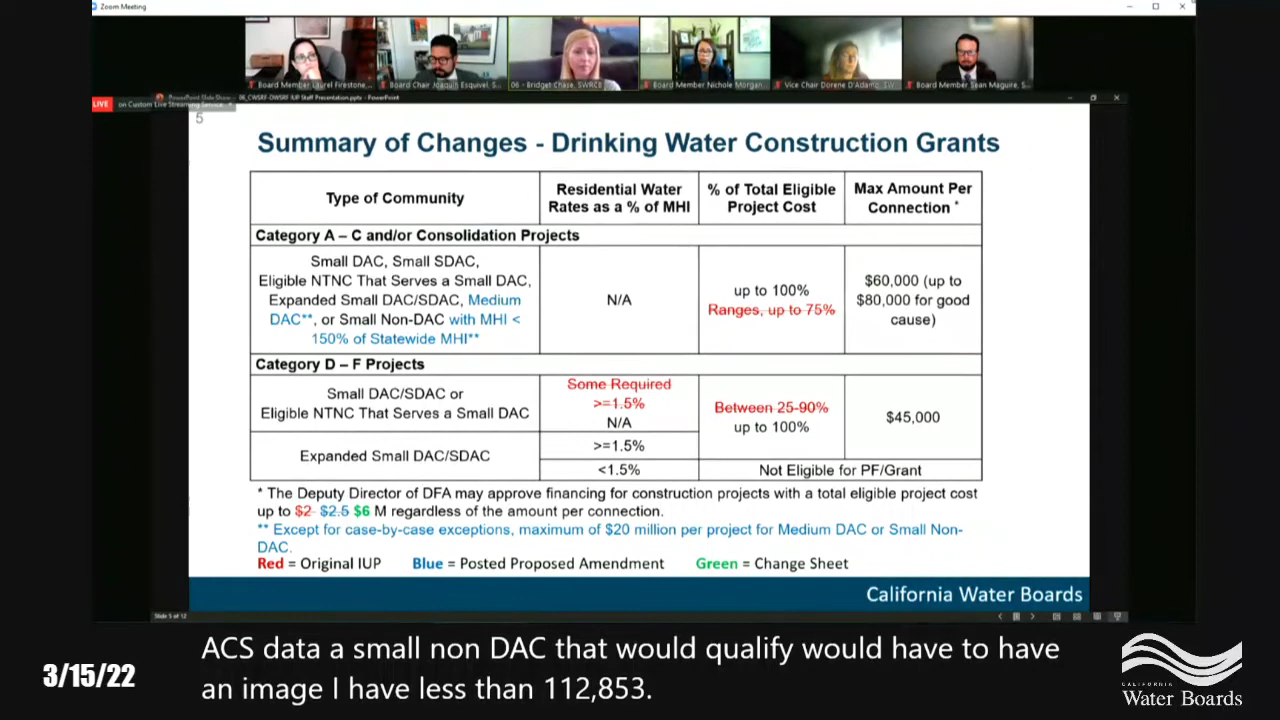 Zoom Meeting
Board Member Laurel Firestone,...
Board Chair Joaquin Esquivel, S...
06 - Bridget Chase, SWRCB
Board Member Nichole Morgan...
Vice Chair Dorene D'Adamo, SW...
Board Member Sean Maguire, S...
LIVE on Custom Live Streaming Service
06_CWSRF-DWSRF-IUP Staff Presentation.pptx - PowerPoint
5
Summary of Changes - Drinking Water Construction Grants
Type of Community
Residential Water
Rates as a % of MHI
% of Total Eligible
Project Cost
Max Amount Per
Connection *
Category A – C and/or Consolidation Projects
Small DAC, Small SDAC,
Eligible NTNC That Serves a Small DAC,
Expanded Small DAC/SDAC, Medium
DAC**, or Small Non-DAC with MHI <
150% of Statewide MHI**
N/A
up to 100%
Ranges, up to 75%
$60,000 (up to
$80,000 for good
cause)
Category D – F Projects
Small DAC/SDAC or
Eligible NTNC That Serves a Small DAC
Some Required
>=1.5%
N/A
Between 25-90%
up to 100%
$45,000
Expanded Small DAC/SDAC
>=1.5%
<1.5%
Not Eligible for PF/Grant
* The Deputy Director of DFA may approve financing for construction projects with a total eligible project cost
up to $2 $2.5 $6 M regardless of the amount per connection.
** Except for case-by-case exceptions, maximum of $20 million per project for Medium DAC or Small Non-
DAC.
Red = Original IUP Blue = Posted Proposed Amendment Green = Change Sheet
California Water Boards
Slide 5 of 12
3/15/22
ACS data a small non DAC that would qualify would have to have
an image I have less than 112,853.
CALIFORNIA
Water Boards